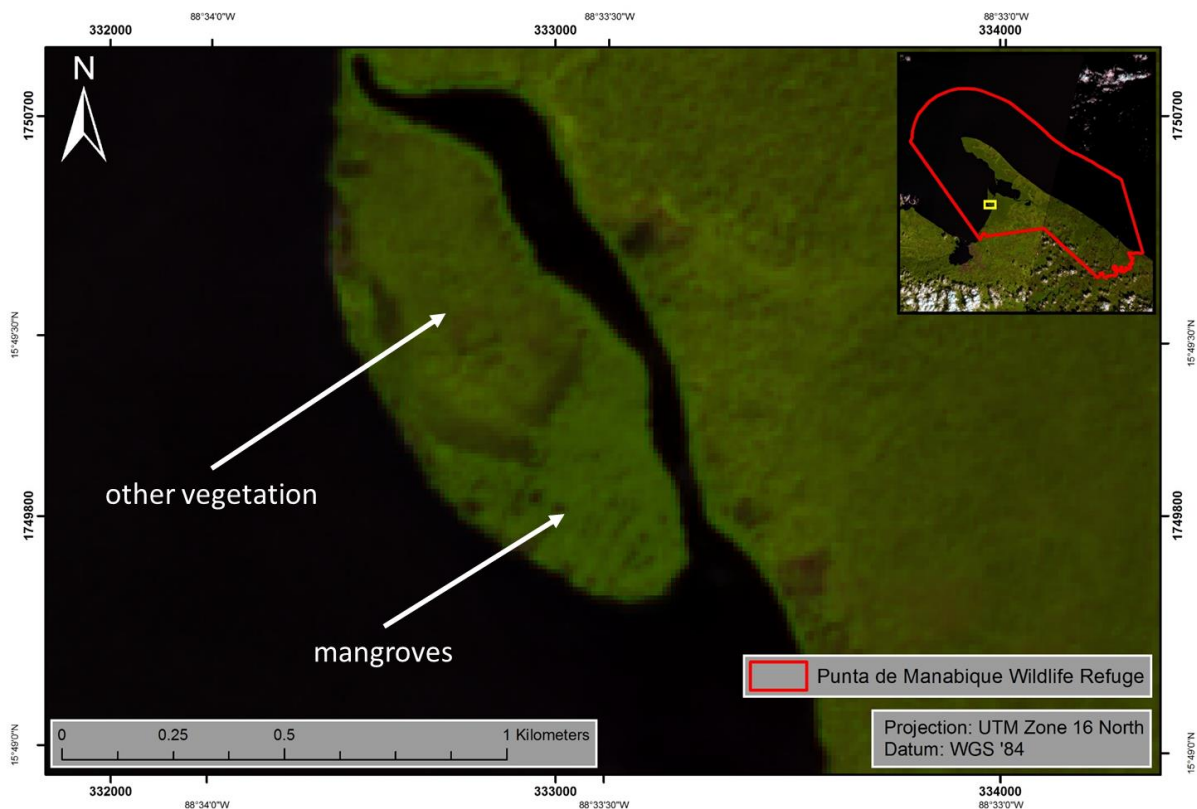 88°34'0"W
88°33'30"W
88°33'0"W
332000
333000
334000
N
1750700
1750700
15°49'30"N
15°49'30"N
other vegetation
1749800
1749800
mangroves
Punta de Manabique Wildlife Refuge
0 0.25 0.5 1 Kilometers
Projection: UTM Zone 16 North
Datum: WGS '84
15°49'0"N
15°49'0"N
332000
333000
334000
88°34'0"W
88°33'30"W
88°33'0"W